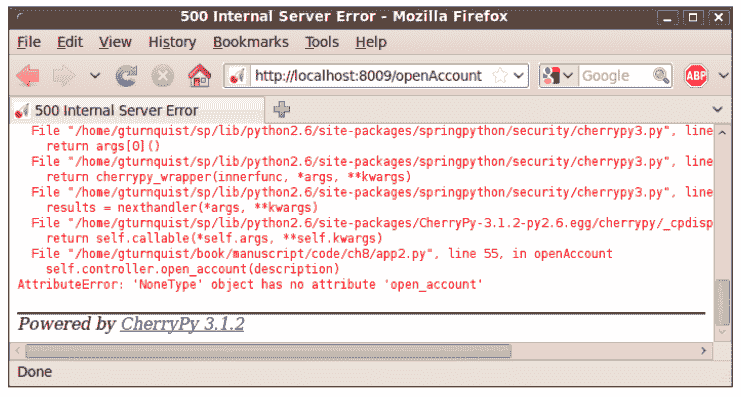 500 Internal Server Error - Mozilla Firefox
File Edit View History Bookmarks Tools Help
http://localhost:8009/openAccount
Google
ABP
500 Internal Server Error
File "/home/gturnquist/sp/lib/python2.6/site-packages/springpython/security/cherrypy3.py", line
return args[0]()
File "/home/gturnquist/sp/lib/python2.6/site-packages/springpython/security/cherrypy3.py", line
return cherrypy_wrapper(innerfunc, *args, **kwargs)
File "/home/gturnquist/sp/lib/python2.6/site-packages/springpython/security/cherrypy3.py", line
results = nexthandler(*args, **kwargs)
File "/home/gturnquist/sp/lib/python2.6/site-packages/CherryPy-3.1.2-py2.6.egg/cherrypy/_cpdisp
return self.callable(*self.args, **self.kwargs)
File "/home/gturnquist/book/manuscript/code/ch8/app2.py", line 55, in openAccount
self.controller.open_account(description)
AttributeError: 'NoneType' object has no attribute 'open_account'
Powered by CherryPy 3.1.2
Done